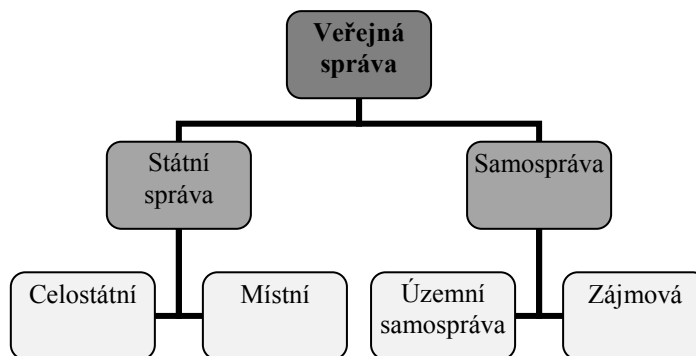 Veřejná
správa
Státní
správa
Samospráva
Celostátní
Místní
Územní
samospráva
Zájmová